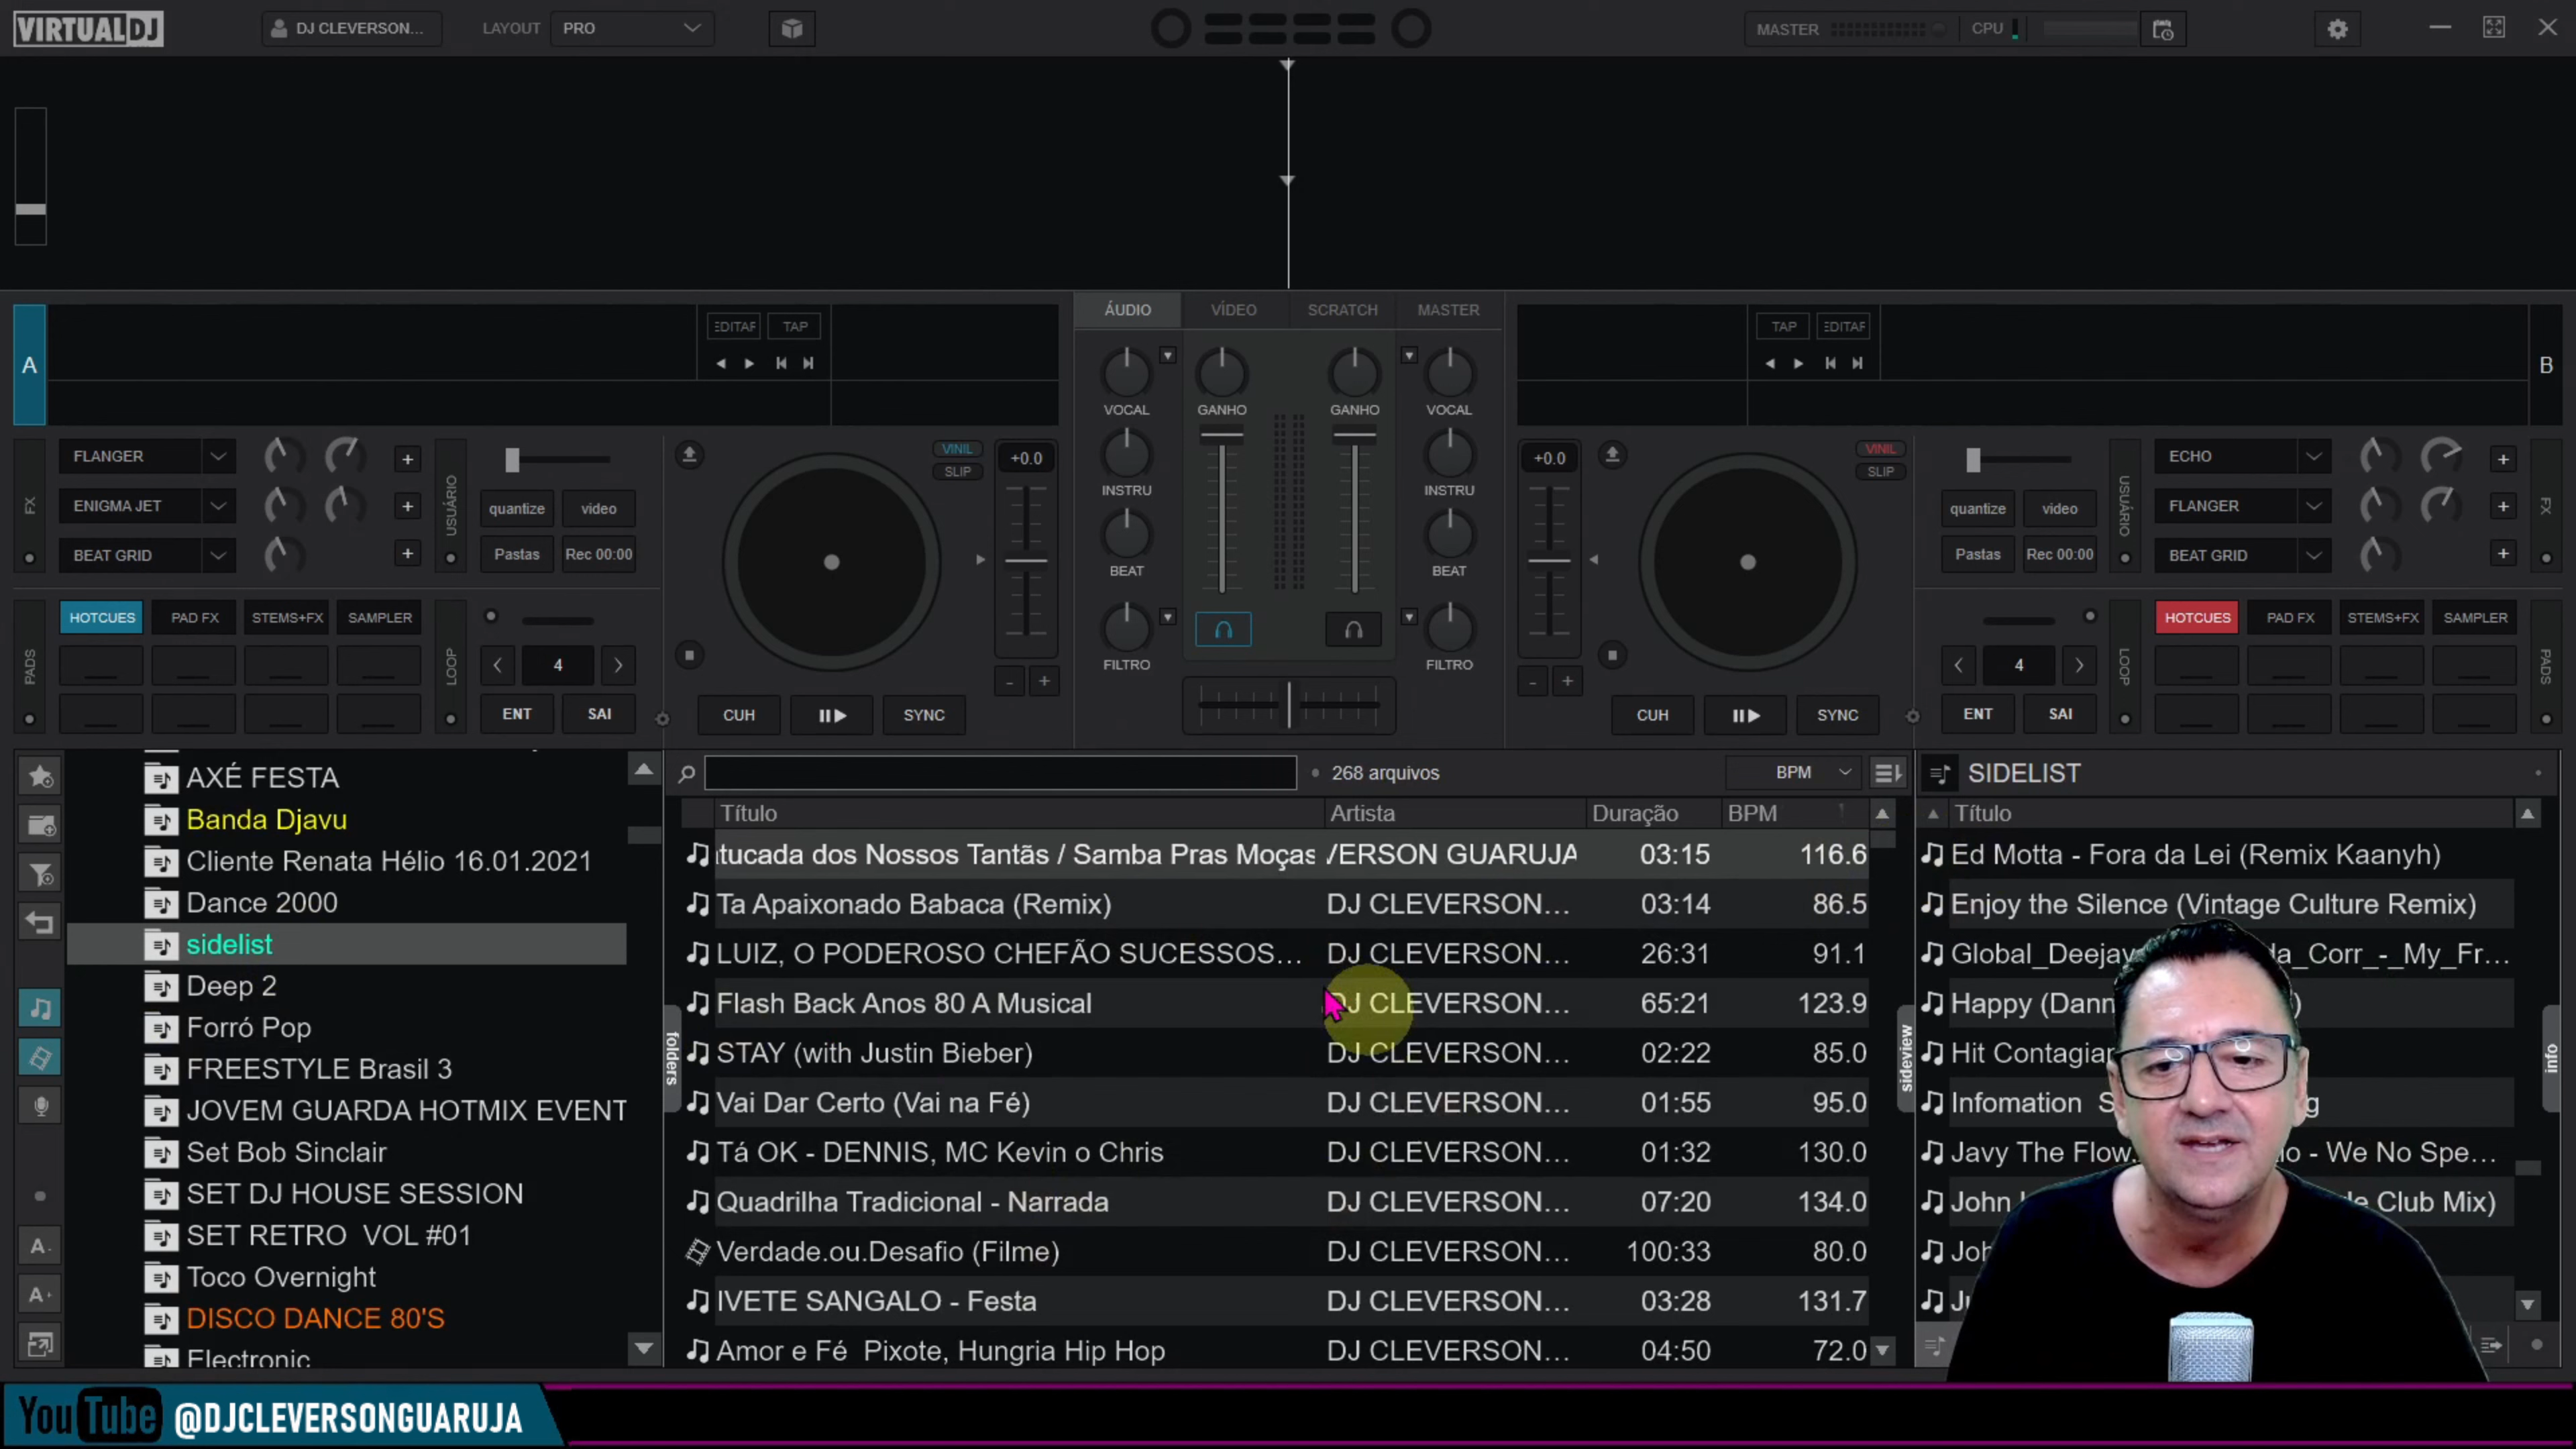 VIRTUALDJ
DJ CLEVERSON...
LAYOUT
PRO
MASTER
CPU
A
EDITAR
TAP
ÁUDIO
VÍDEO
SCRATCH
MASTER
TAP
EDITAR
B
VOCAL
GANHO
GANHO
VOCAL
INSTRU
INSTRU
BEAT
BEAT
FILTRO
FILTRO
FX
FLANGER
ENIGMA JET
BEAT GRID
USUÁRIO
quantize
video
Pastas
Rec 00:00
VINIL
SLIP
+0.0
+0.0
VINIL
SLIP
quantize
video
Pastas
Rec 00:00
USUÁRIO
ECHO
FLANGER
BEAT GRID
FX
PADS
HOTCUES
PAD FX
STEMS+FX
SAMPLER
LOOP
4
ENT
SAI
CUH
SYNC
- +
- +
CUH
SYNC
4
ENT
SAI
LOOP
HOTCUES
PAD FX
STEMS+FX
SAMPLER
PADS
AXÉ FESTA
Banda Djavu
Cliente Renata Hélio 16.01.2021
Dance 2000
sidelist
Deep 2
Forró Pop
FREESTYLE Brasil 3
JOVEM GUARDA HOTMIX EVENT
Set Bob Sinclair
SET DJ HOUSE SESSION
SET RETRO VOL #01
Toco Overnight
DISCO DANCE 80'S
Electronic
A-
A+
folders
268 arquivos
BPM
Título Artista Duração BPM
tucada dos Nossos Tantãs / Samba Pras Moças VERSON GUARUJA 03:15 116.6
Ta Apaixonado Babaca (Remix) DJ CLEVERSON... 03:14 86.5
LUIZ, O PODEROSO CHEFÃO SUCESSOS... DJ CLEVERSON... 26:31 91.1
Flash Back Anos 80 A Musical DJ CLEVERSON... 65:21 123.9
STAY (with Justin Bieber) DJ CLEVERSON... 02:22 85.0
Vai Dar Certo (Vai na Fé) DJ CLEVERSON... 01:55 95.0
Tá OK - DENNIS, MC Kevin o Chris DJ CLEVERSON... 01:32 130.0
Quadrilha Tradicional - Narrada DJ CLEVERSON... 07:20 134.0
Verdade.ou.Desafio (Filme) DJ CLEVERSON... 100:33 80.0
IVETE SANGALO - Festa DJ CLEVERSON... 03:28 131.7
Amor e Fé Pixote, Hungria Hip Hop DJ CLEVERSON... 04:50 72.0
sideview
SIDELIST
Título
Ed Motta - Fora da Lei (Remix Kaanyh)
Enjoy the Silence (Vintage Culture Remix)
Global_Deejay da_Corr_-_My_Fr...
Happy (Dann )
Hit Contagiar
Infomation S g
Javy The Flow o - We No Spe...
John Club Mix)
Joh
Ju
info
YouTube @DJCLEVERSONGUARUJA